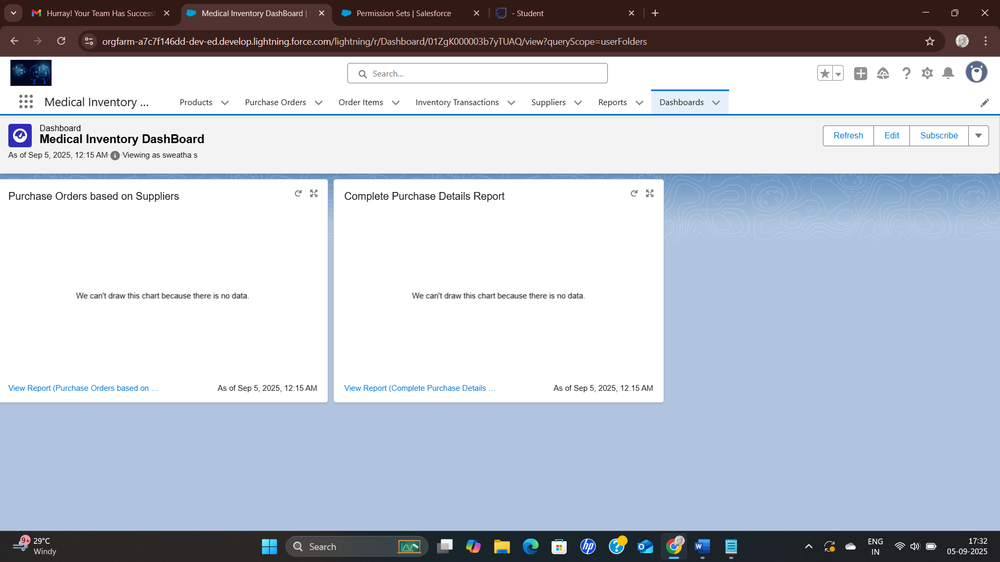 Hurray! Your Team Has Success
Medical Inventory DashBoard |
Permission Sets | Salesforce
- Student
orgfarm-a7c7f146dd-dev-ed.develop.lightning.force.com/lightning/r/Dashboard/01ZgK000003b7yTUAQ/view?queryScope=userFolders
Search...
Medical Inventory ...
Products
Purchase Orders
Order Items
Inventory Transactions
Suppliers
Reports
Dashboards
Dashboard
Medical Inventory DashBoard
As of Sep 5, 2025, 12:15 AM·Viewing as sweatha s
Refresh
Edit
Subscribe
Purchase Orders based on Suppliers
We can't draw this chart because there is no data.
View Report (Purchase Orders based on ...
As of Sep 5, 2025, 12:15 AM
Complete Purchase Details Report
We can't draw this chart because there is no data.
View Report (Complete Purchase Details ...
As of Sep 5, 2025, 12:15 AM
9+
29°C
Windy
Search
ENG
IN
17:32
05-09-2025